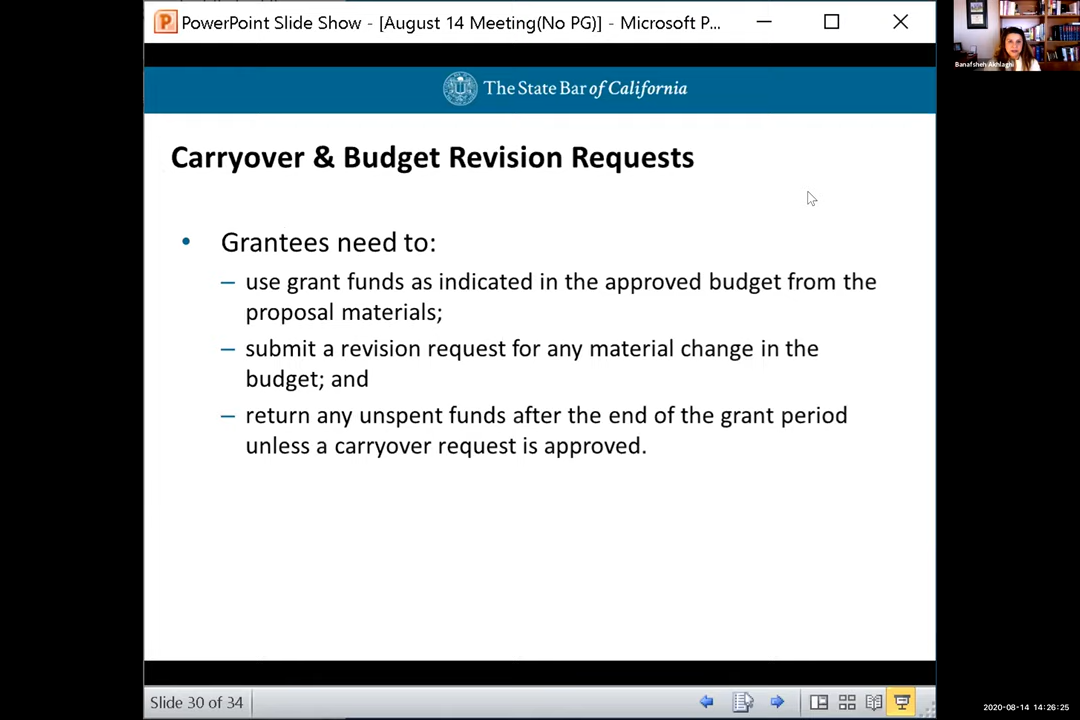 PowerPoint Slide Show - [August 14 Meeting(No PG)] - Microsoft P...
Banafsheh Akhlaghi
The State Bar of California
Carryover & Budget Revision Requests
• Grantees need to:
– use grant funds as indicated in the approved budget from the
proposal materials;
– submit a revision request for any material change in the
budget; and
– return any unspent funds after the end of the grant period
unless a carryover request is approved.
Slide 30 of 34
2020-08-14 14:26:25